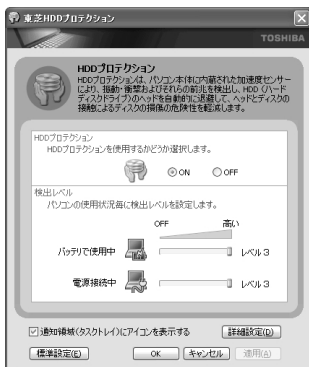 東芝HDDプロテクション
TOSHIBA
HDDプロテクション
HDDプロテクションは、パソコン本体に内蔵された加速度センサー
により、振動・衝撃およびそれらの前兆を検出し、HDD（ハード
ディスクドライブ）のヘッドを自動的に退避して、ヘッドとディスクの
接触によるディスクの損傷の危険性を軽減します。
HDDプロテクション
HDDプロテクションを使用するかどうか選択します。
ON OFF
検出レベル
パソコンの使用状況毎に検出レベルを設定します。
OFF 高い
バッテリで使用中 レベル 3
電源接続中 レベル 3
通知領域(タスクトレイ)にアイコンを表示する 詳細設定(D)
標準設定(E) OK キャンセル 適用(A)